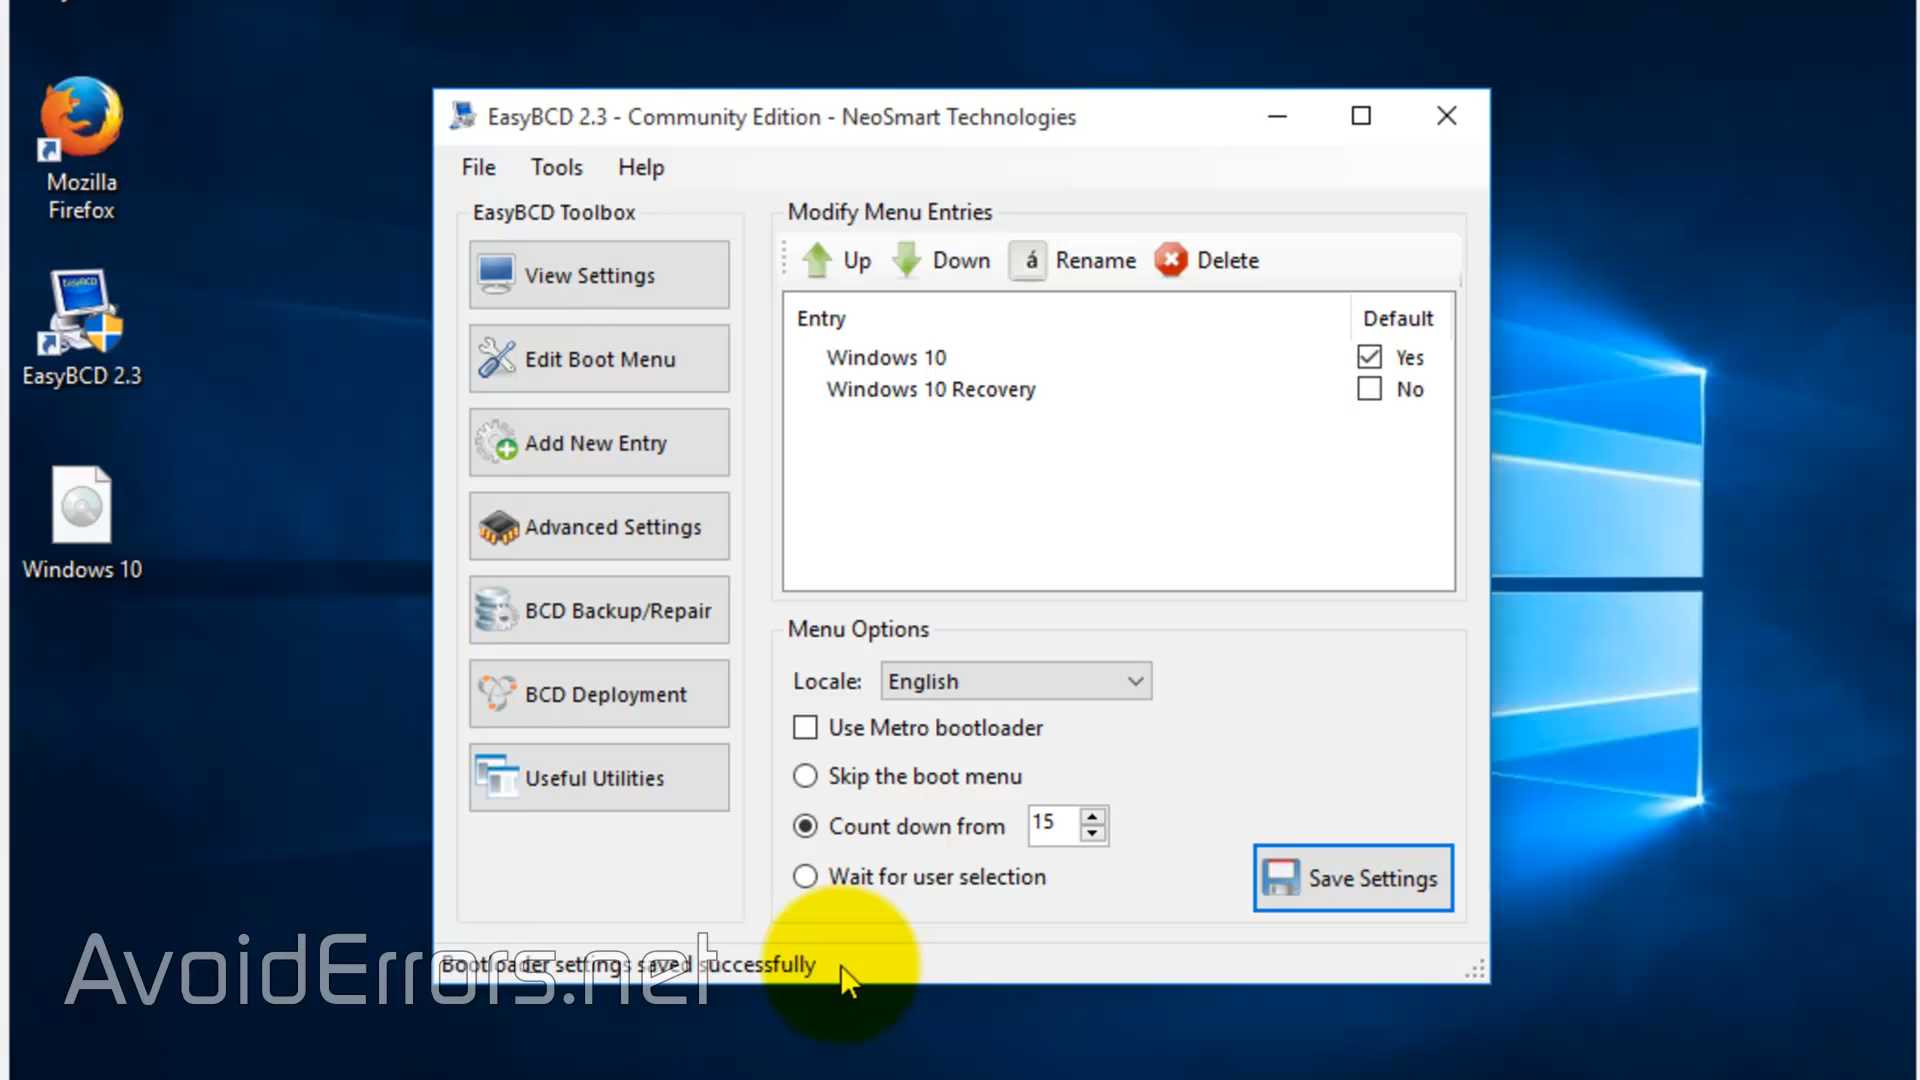 Mozilla
Firefox
EasyBCD 2.3
Windows 10
EasyBCD 2.3 - Community Edition - NeoSmart Technologies
File Tools Help
EasyBCD Toolbox
View Settings
Edit Boot Menu
Add New Entry
Advanced Settings
BCD Backup/Repair
BCD Deployment
Useful Utilities
Modify Menu Entries
Up Down á Rename Delete
Entry Default
Windows 10 Yes
Windows 10 Recovery No
Menu Options
Locale: English
Use Metro bootloader
Skip the boot menu
Count down from 15
Wait for user selection
Save Settings
Bootloader settings saved successfully
AvoidErrors.net